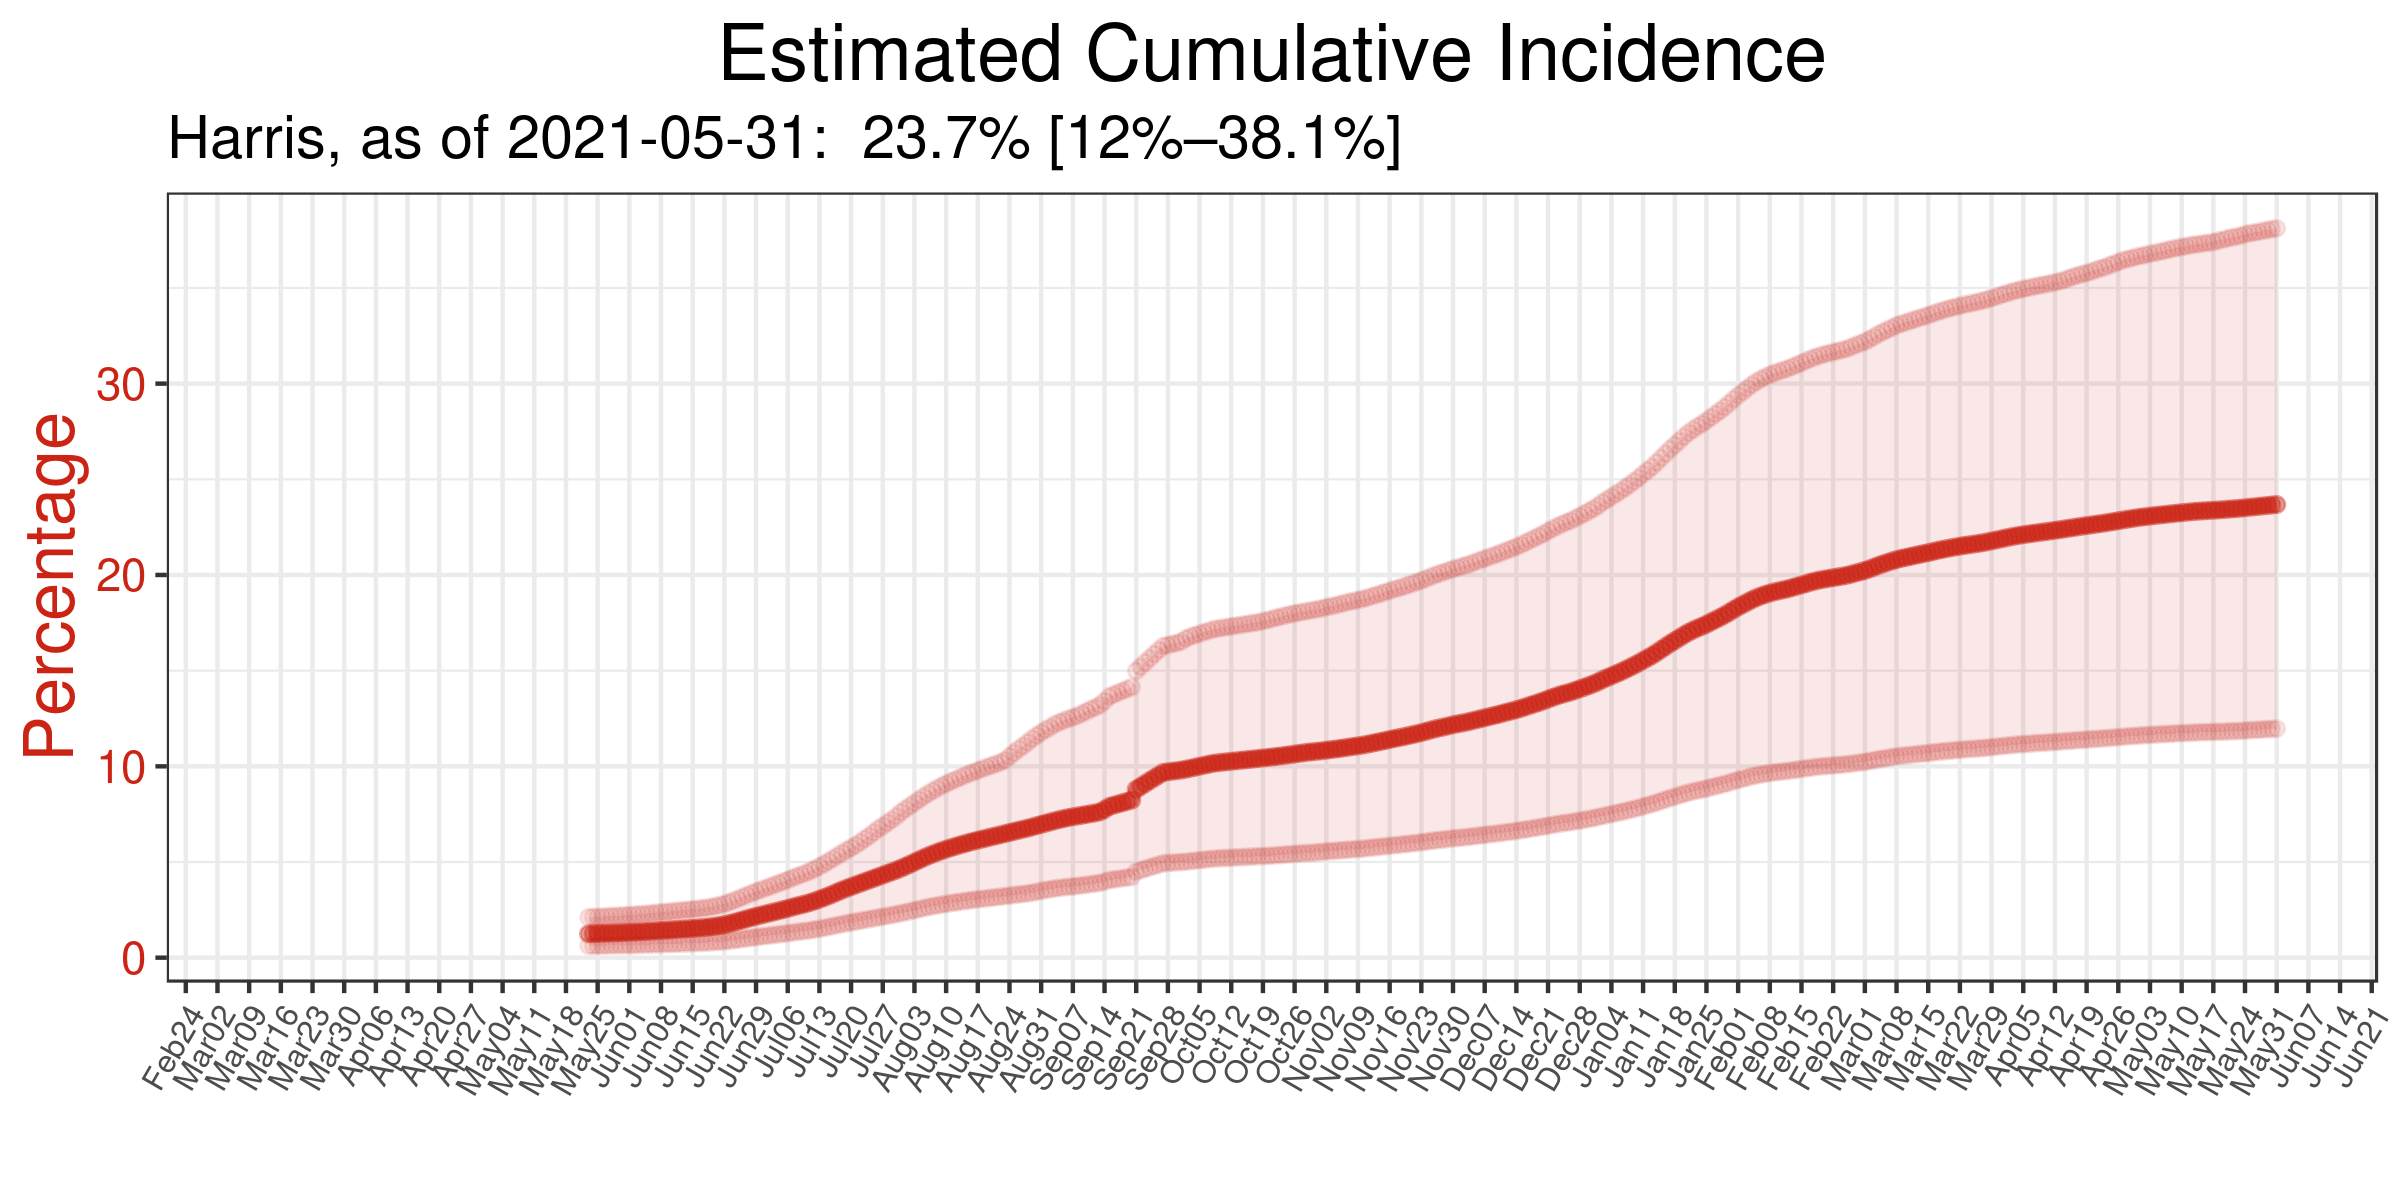 Estimated Cumulative Incidence
Harris, as of 2021-05-31:  23.7% [12%–38.1%]
Percentage
30
20
10
0
Feb24
Mar02
Mar09
Mar16
Mar23
Mar30
Apr06
Apr13
Apr20
Apr27
May04
May11
May18
May25
Jun01
Jun08
Jun15
Jun22
Jun29
Jul06
Jul13
Jul20
Jul27
Aug03
Aug10
Aug17
Aug24
Aug31
Sep07
Sep14
Sep21
Sep28
Oct05
Oct12
Oct19
Oct26
Nov02
Nov09
Nov16
Nov23
Nov30
Dec07
Dec14
Dec21
Dec28
Jan04
Jan11
Jan18
Jan25
Feb01
Feb08
Feb15
Feb22
Mar01
Mar08
Mar15
Mar22
Mar29
Apr05
Apr12
Apr19
Apr26
May03
May10
May17
May24
May31
Jun07
Jun14
Jun21